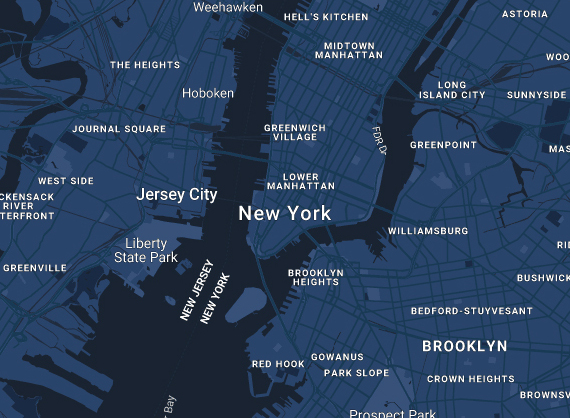 Weehawken
HELL'S KITCHEN
ASTORIA
MIDTOWN
MANHATTAN
WOO
THE HEIGHTS
LONG
ISLAND CITY
SUNNYSIDE
Hoboken
JOURNAL SQUARE
GREENWICH
VILLAGE
FDR Dr
GREENPOINT
MAS
WEST SIDE
LOWER
MANHATTAN
CKENSACK
RIVER
TERFRONT
Jersey City
New York
WILLIAMSBURG
Liberty
State Park
RID
GREENVILLE
NEW JERSEY
NEW YORK
BROOKLYN
HEIGHTS
BUSHWICK
BEDFORD-STUYVESANT
BROOKLYN
RED HOOK
GOWANUS
PARK SLOPE
CROWN HEIGHTS
BROWNSV
r Bay
Prospect Park